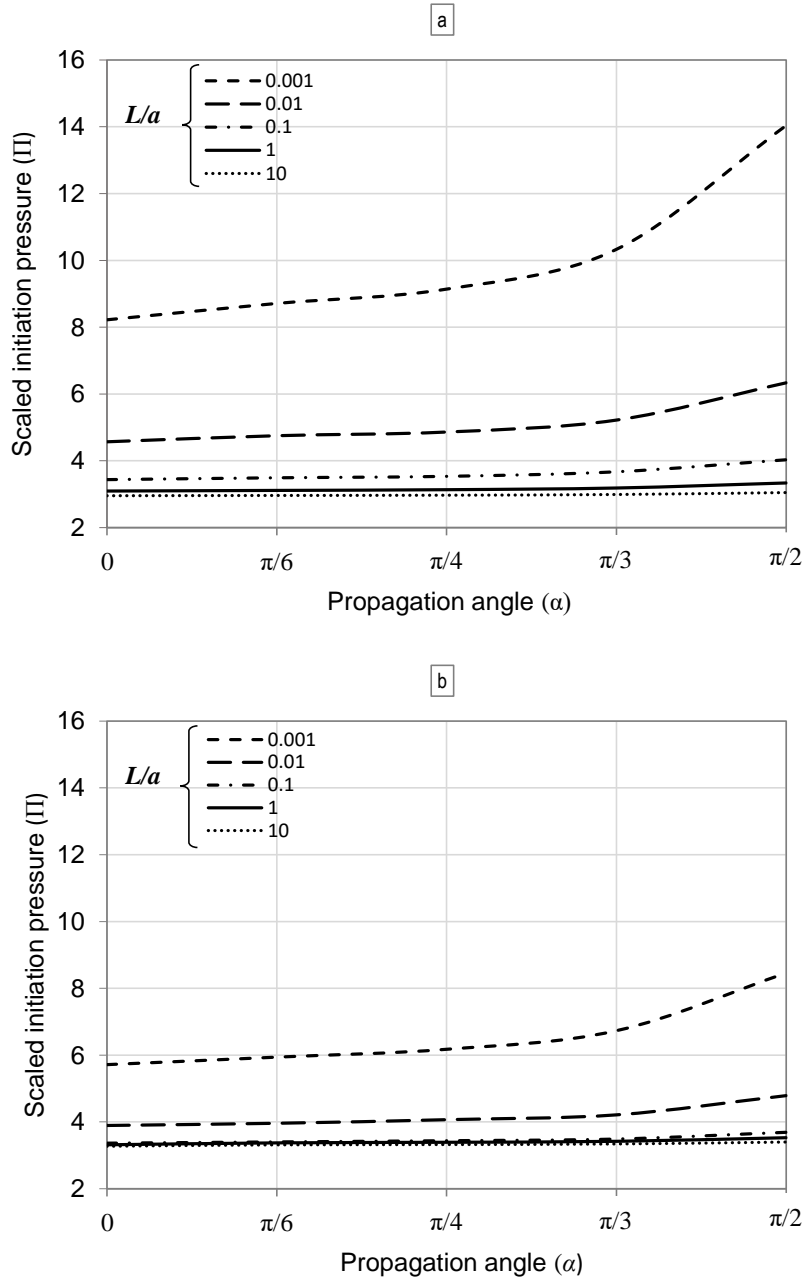 a
16
14
12
10
8
6
4
2
Scaled initiation pressure (Π)
L/a
0.001
0.01
0.1
1
10
0 π/6 π/4 π/3 π/2
Propagation angle (α)
b
16
14
12
10
8
6
4
2
Scaled initiation pressure (Π)
L/a
0.001
0.01
0.1
1
10
0 π/6 π/4 π/3 π/2
Propagation angle (α)